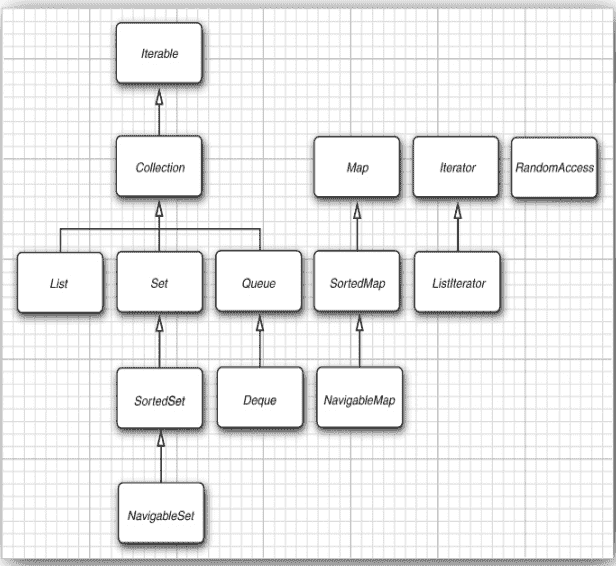 Iterable
Collection
Map
Iterator
RandomAccess
List
Set
Queue
SortedMap
ListIterator
SortedSet
Deque
NavigableMap
NavigableSet